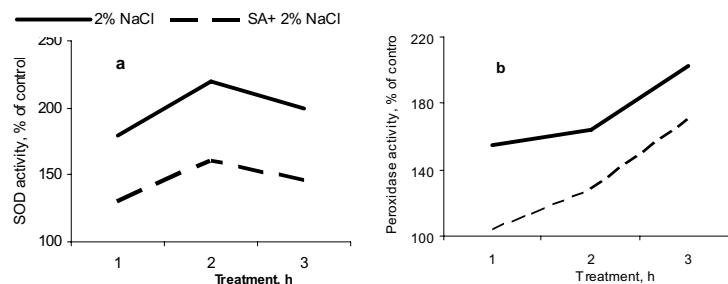 2% NaCl SA+ 2% NaCl
a
SOD activity, % of control
250
200
150
100
1 2 3
Treatment, h
b
Peroxidase activity, % of contro
220
180
140
100
1 2 3
Treatment, h